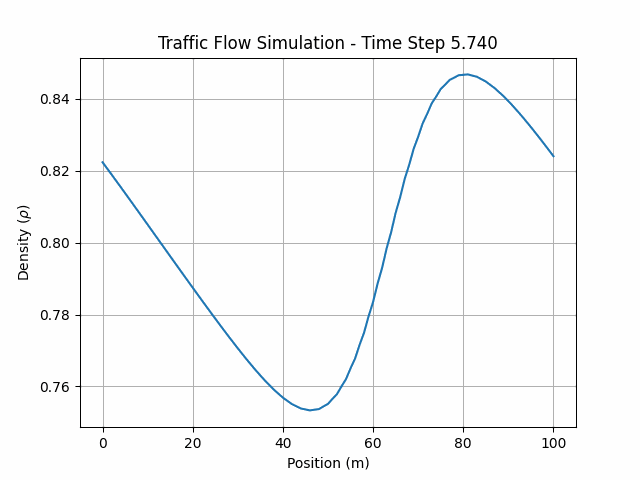 Traffic Flow Simulation - Time Step 5.740
Density (ρ)
0.84
0.82
0.80
0.78
0.76
0 20 40 60 80 100
Position (m)